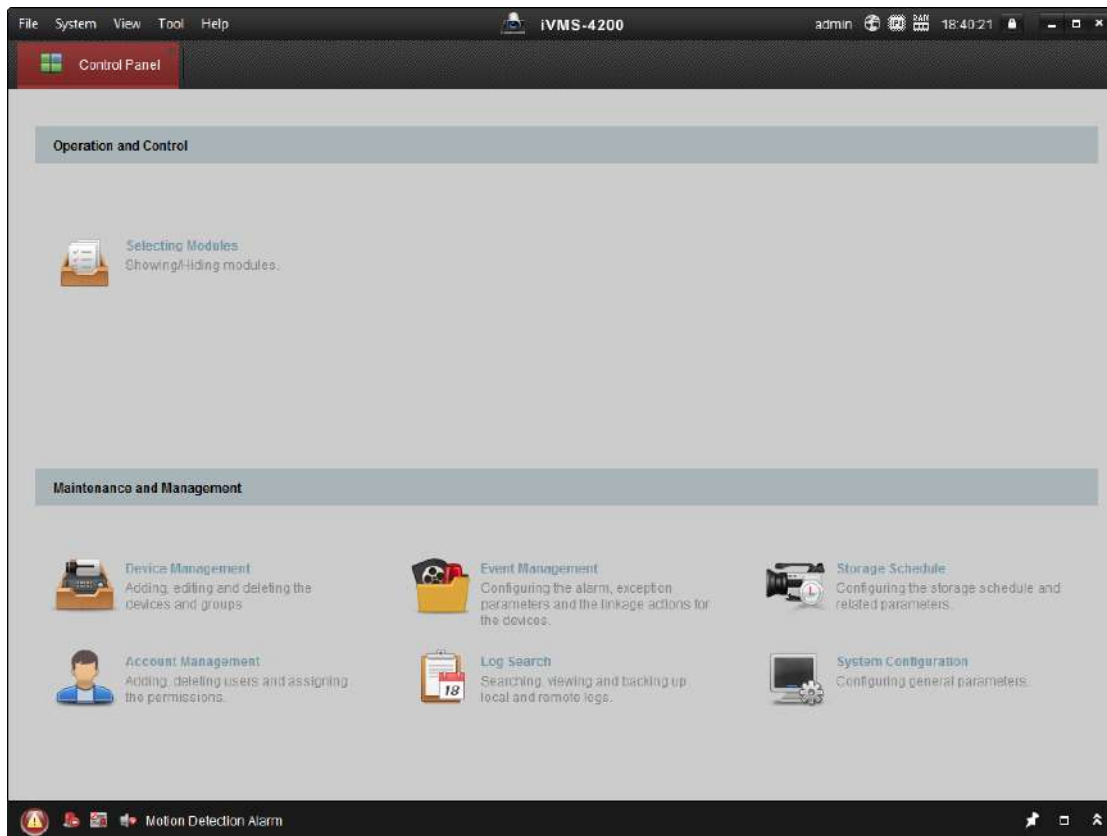 File System View Tool Help iVMS-4200 admin RAM 18:40:21
Control Panel
Operation and Control
Selecting Modules
Showing/Hiding modules.
Maintenance and Management
Device Management
Adding, editing and deleting the
devices and groups
Event Management
Configuring the alarm, exception
parameters and the linkage actions for
the devices.
Storage Schedule
Configuring the storage schedule and
related parameters.
Account Management
Adding, deleting users and assigning
the permissions.
18
Log Search
Searching, viewing and backing up
local and remote logs.
System Configuration
Configuring general parameters.
Motion Detection Alarm